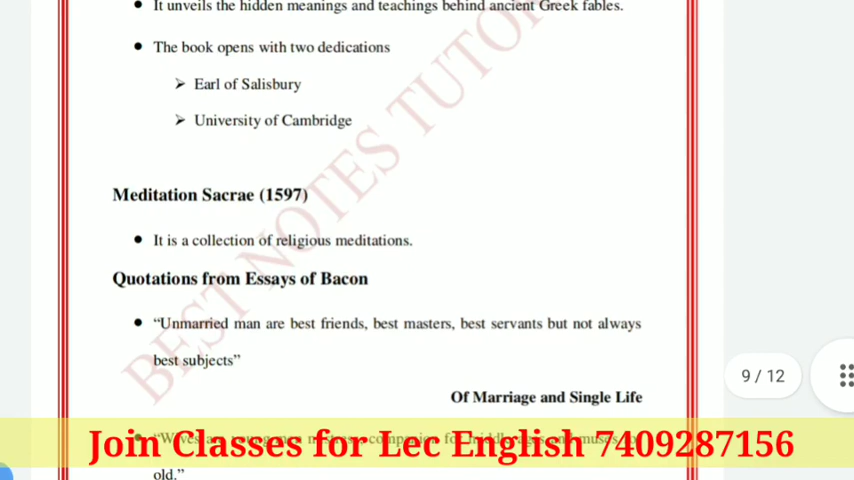 It unveils the hidden meanings and teachings behind ancient Greek fables.
The book opens with two dedications
Earl of Salisbury
University of Cambridge
Meditation Sacrae (1597)
It is a collection of religious meditations.
Quotations from Essays of Bacon
“Unmarried man are best friends, best masters, best servants but not always
best subjects”
Of Marriage and Single Life
9 / 12
Join Classes for Lec English 7409287156
old.”
BEST NOTES TUTOR